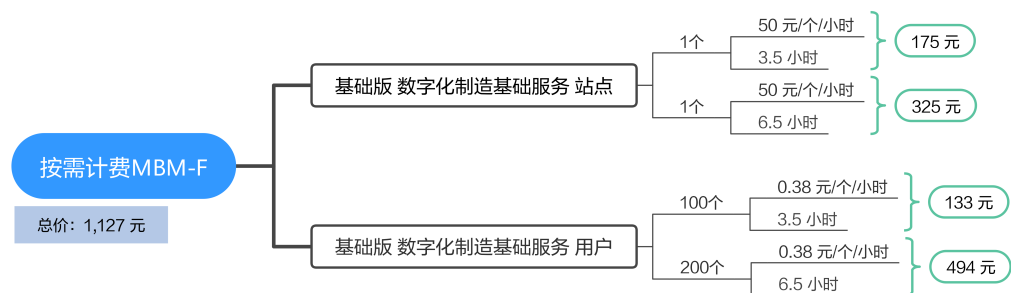 按需计费MBM-F
总价：1,127 元
基础版 数字化制造基础服务 站点
1个
50 元/个/小时
3.5 小时
175 元
1个
50 元/个/小时
6.5 小时
325 元
基础版 数字化制造基础服务 用户
100个
0.38 元/个/小时
3.5 小时
133 元
200个
0.38 元/个/小时
6.5 小时
494 元